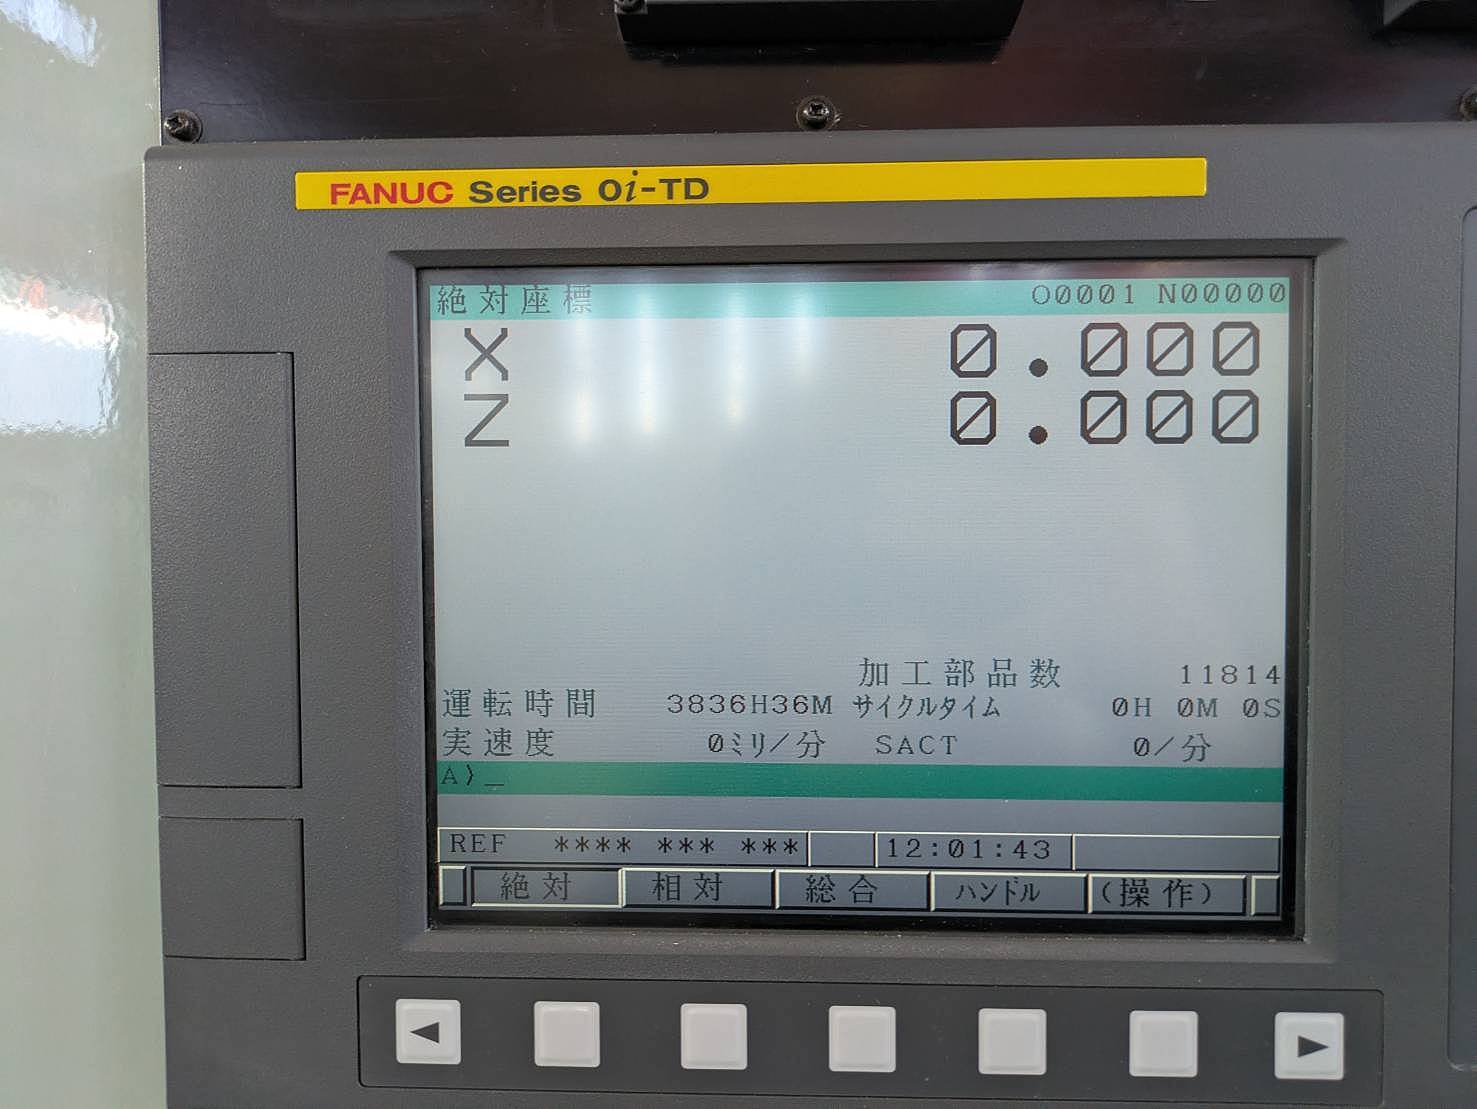 FANUC Series 0i-TD
絶対座標 O0001 N00000
X 0.000
Z 0.000
加工部品数 11814
運転時間 3836H36M サイクルタイム 0H 0M 0S
実速度 0ミリ/分 SACT 0/分
A>_
REF **** *** *** 12:01:43
絶対 相対 総合 ハンドル (操作)
◀ ▶